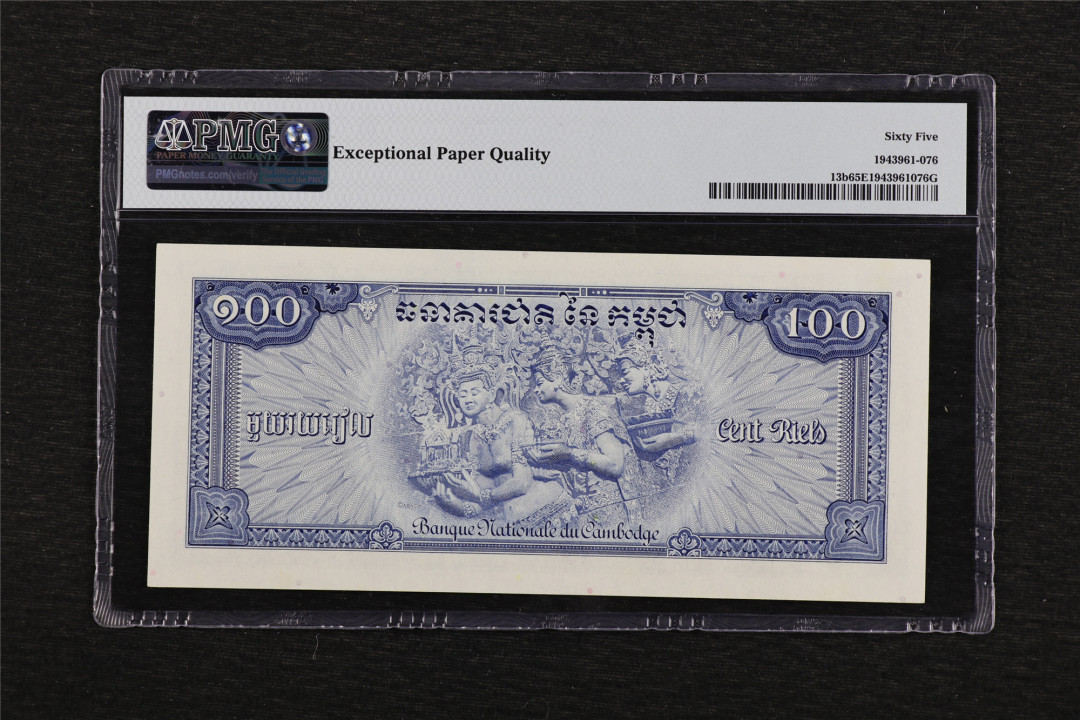 PMG
PAPER MONEY GUARANTY
PMGnotes.com/verify
Exceptional Paper Quality
Sixty Five
1943961-076
13b65E1943961076G
១00
ធនាគារជាតិ នៃ កម្ពុជា
100
មួយរយរៀល
Cent Riels
Banque Nationale du Cambodge